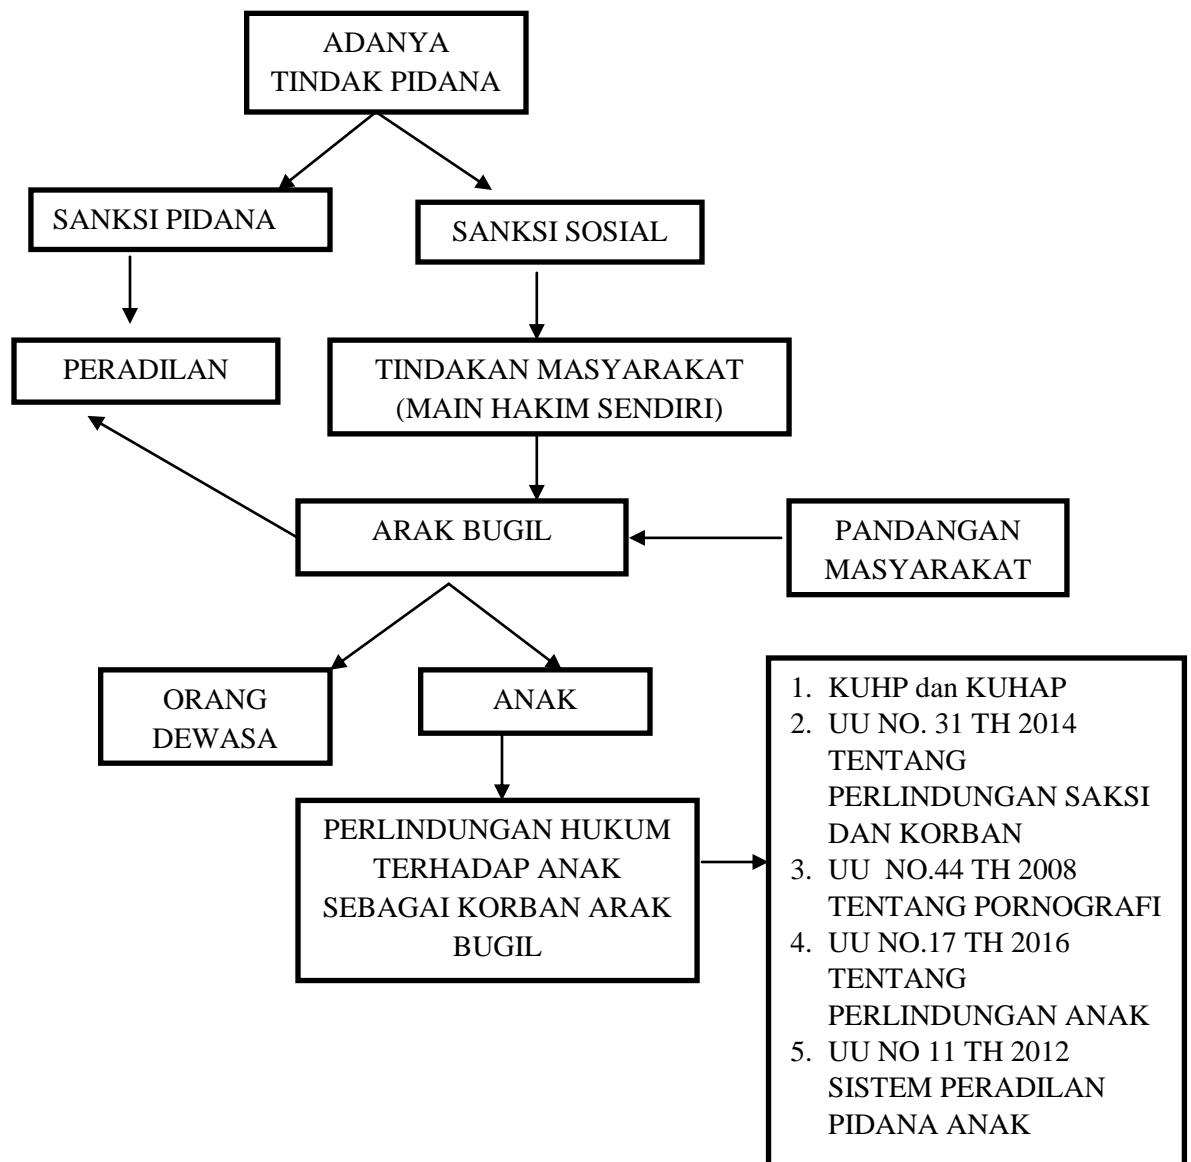 ADANYA
TINDAK PIDANA
SANKSI PIDANA
SANKSI SOSIAL
PERADILAN
TINDAKAN MASYARAKAT
(MAIN HAKIM SENDIRI)
ARAK BUGIL
PANDANGAN
MASYARAKAT
ORANG
DEWASA
ANAK
PERLINDUNGAN HUKUM
TERHADAP ANAK
SEBAGAI KORBAN ARAK
BUGIL
1. KUHP dan KUHAP
2. UU NO. 31 TH 2014
TENTANG
PERLINDUNGAN SAKSI
DAN KORBAN
3. UU NO.44 TH 2008
TENTANG PORNOGRAFI
4. UU NO.17 TH 2016
TENTANG
PERLINDUNGAN ANAK
5. UU NO 11 TH 2012
SISTEM PERADILAN
PIDANA ANAK